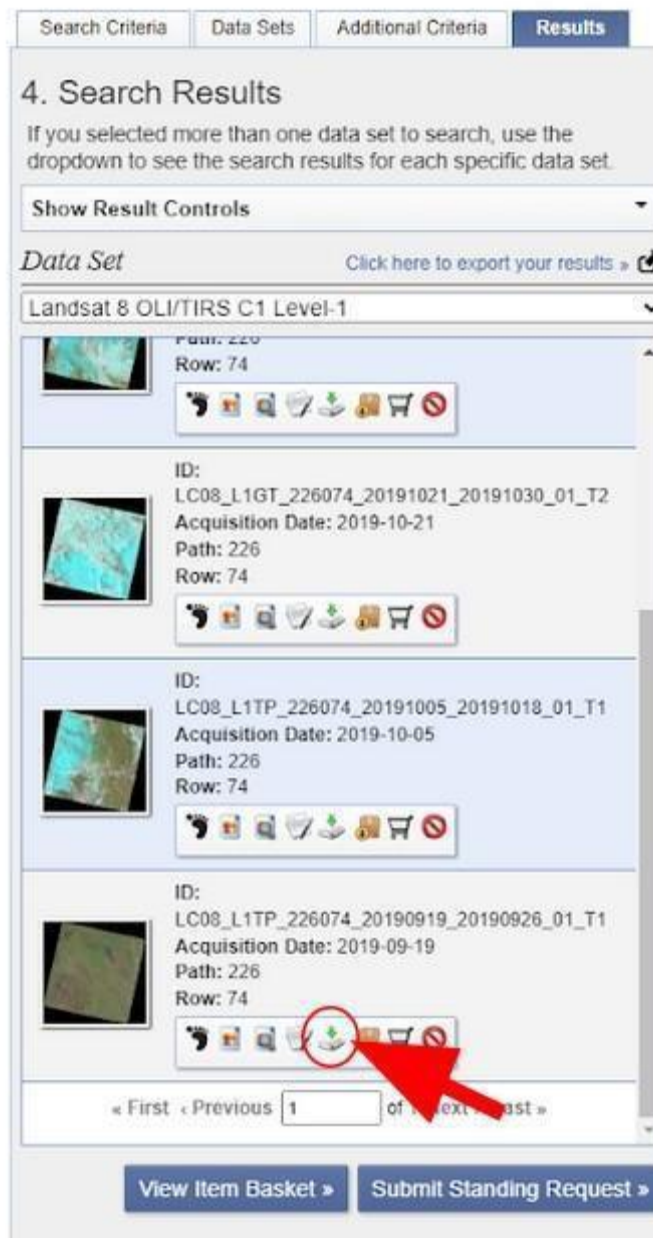 Search Criteria Data Sets Additional Criteria Results
4. Search Results
If you selected more than one data set to search, use the
dropdown to see the search results for each specific data set.
Show Result Controls
Data Set Click here to export your results »
Landsat 8 OLI/TIRS C1 Level-1
Path: 226
Row: 74
ID:
LC08_L1GT_226074_20191021_20191030_01_T2
Acquisition Date: 2019-10-21
Path: 226
Row: 74
ID:
LC08_L1TP_226074_20191005_20191018_01_T1
Acquisition Date: 2019-10-05
Path: 226
Row: 74
ID:
LC08_L1TP_226074_20190919_20190926_01_T1
Acquisition Date: 2019-09-19
Path: 226
Row: 74
« First ‹ Previous 1 of
View Item Basket » Submit Standing Request »